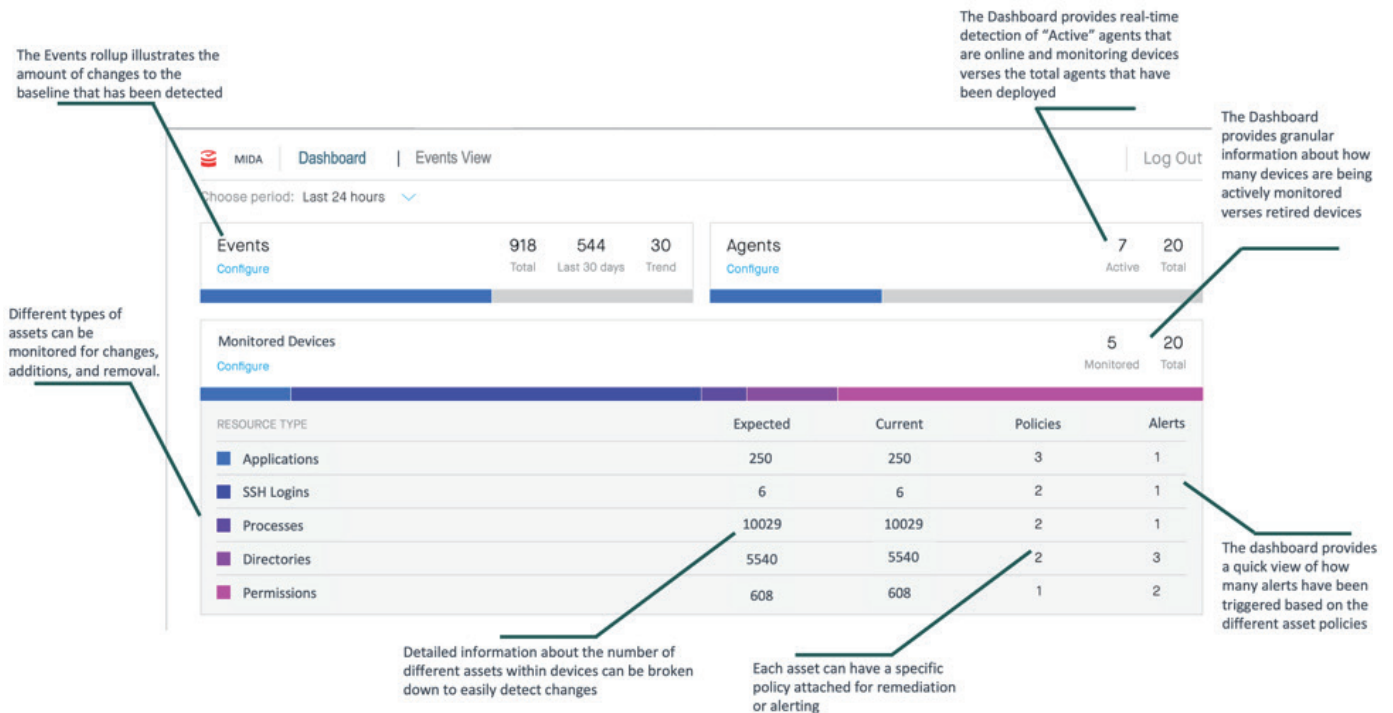 The Dashboard provides real-time
detection of “Active” agents that
are online and monitoring devices
verses the total agents that have
been deployed
The Events rollup illustrates the
amount of changes to the
baseline that has been detected
The Dashboard
provides granular
information about how
many devices are being
actively monitored
verses retired devices
MIDA Dashboard | Events View Log Out
Choose period: Last 24 hours
Events 918 544 30
Configure Total Last 30 days Trend
Agents 7 20
Configure Active Total
Different types of
assets can be
monitored for changes,
additions, and removal.
Monitored Devices 5 20
Configure Monitored Total
RESOURCE TYPE Expected Current Policies Alerts
Applications 250 250 3 1
SSH Logins 6 6 2 1
Processes 10029 10029 2 1
Directories 5540 5540 2 3
Permissions 608 608 1 2
The dashboard provides
a quick view of how
many alerts have been
triggered based on the
different asset policies
Detailed information about the number of
different assets within devices can be broken
down to easily detect changes
Each asset can have a specific
policy attached for remediation
or alerting